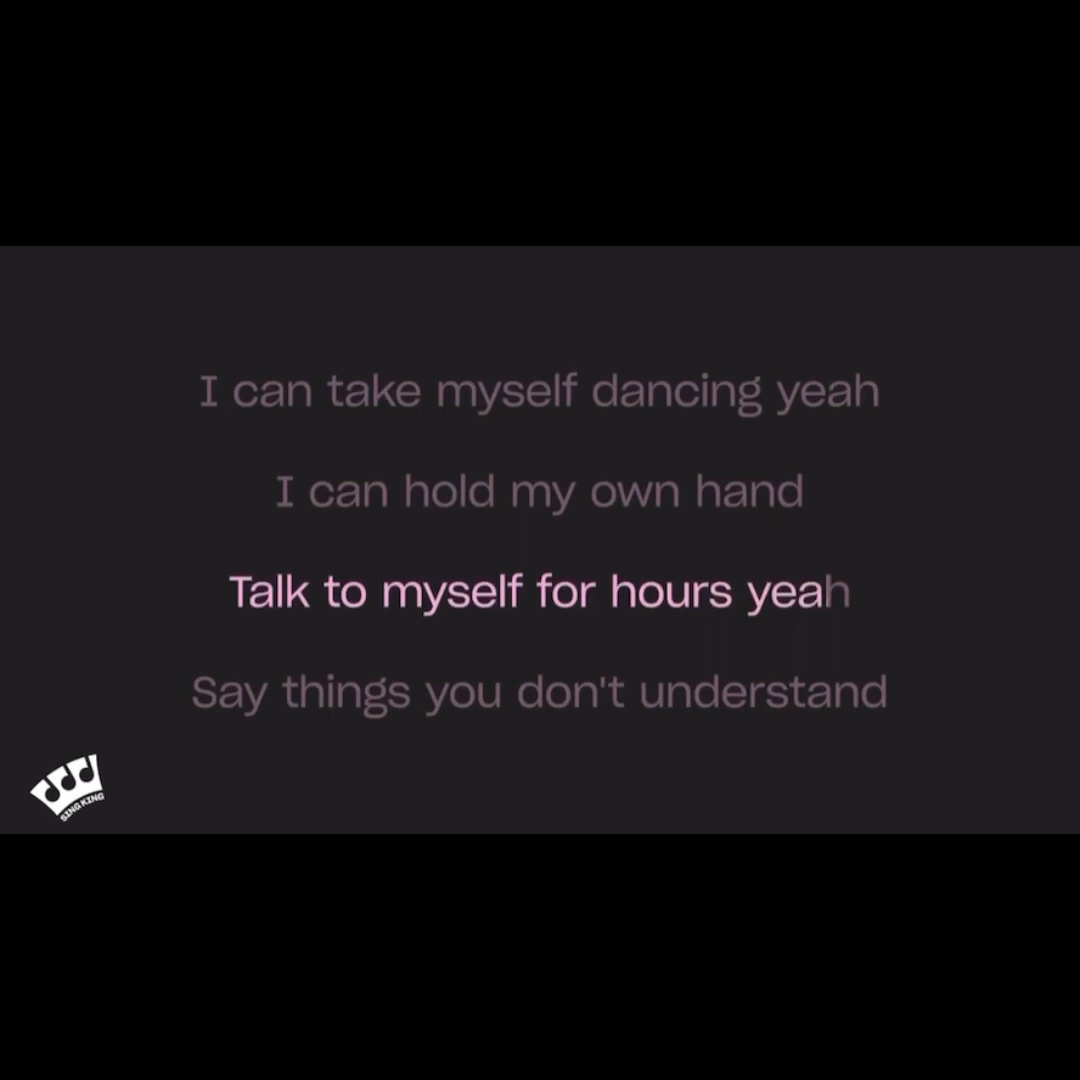 I can take myself dancing yeah
I can hold my own hand
Talk to myself for hours yeah
Say things you don't understand
SING KING